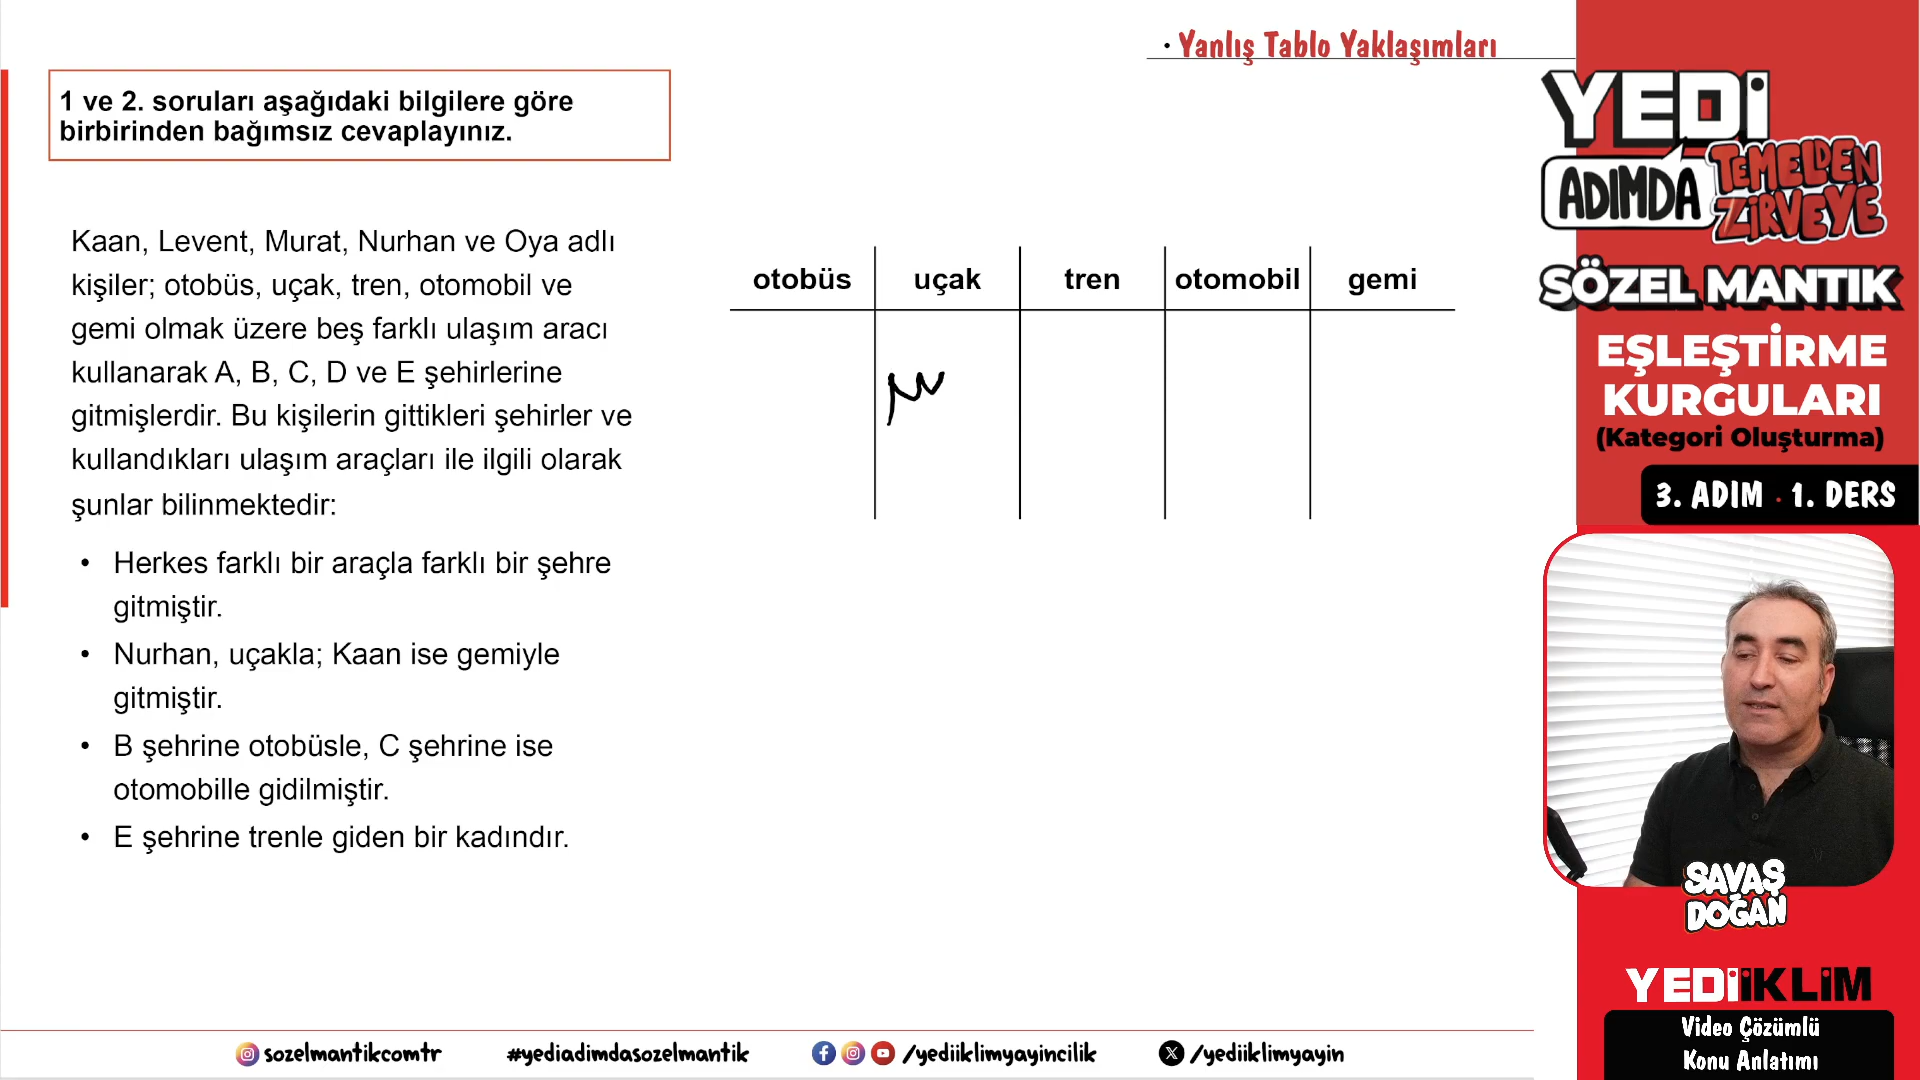 • Yanlış Tablo Yaklaşımları
1 ve 2. soruları aşağıdaki bilgilere göre
birbirinden bağımsız cevaplayınız.
Kaan, Levent, Murat, Nurhan ve Oya adlı
kişiler; otobüs, uçak, tren, otomobil ve
gemi olmak üzere beş farklı ulaşım aracı
kullanarak A, B, C, D ve E şehirlerine
gitmişlerdir. Bu kişilerin gittikleri şehirler ve
kullandıkları ulaşım araçları ile ilgili olarak
şunlar bilinmektedir:
• Herkes farklı bir araçla farklı bir şehre
gitmiştir.
• Nurhan, uçakla; Kaan ise gemiyle
gitmiştir.
• B şehrine otobüsle, C şehrine ise
otomobille gidilmiştir.
• E şehrine trenle giden bir kadındır.
otobüs uçak tren otomobil gemi
YEDİ
ADIMDA TEMELDEN
ZİRVEYE
SÖZEL MANTIK
EŞLEŞTİRME
KURGULARI
(Kategori Oluşturma)
3. ADIM • 1. DERS
SAVAŞ
DOĞAN
YEDİİKLİM
Video Çözümlü
Konu Anlatımı
sozelmantikcomtr #yediadimdasozelmantik /yediiklimyayincilik /yediiklimyayin